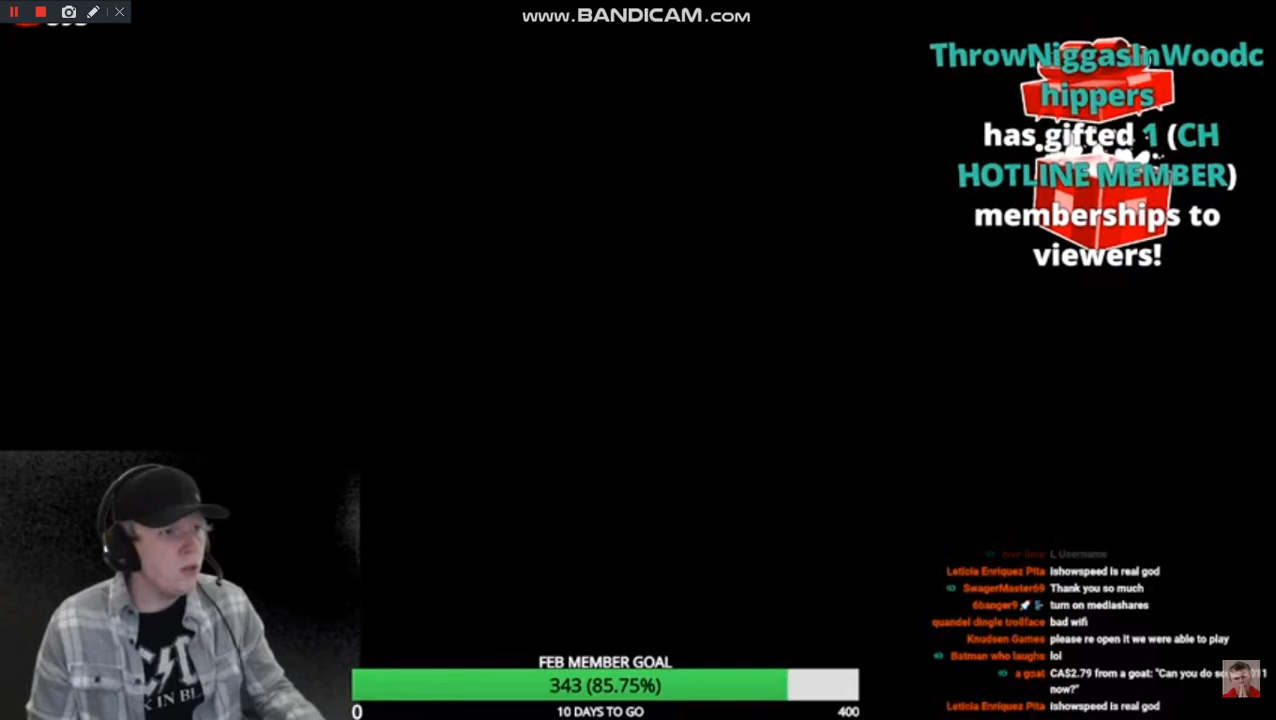 www.BANDICAM.com
ThrowNiggasInWoodc
hippers
has gifted 1 (CH
HOTLINE MEMBER)
memberships to
viewers!
L Username
Leticia Enriquez Pita ishowspeed is real god
SwagerMaster69 Thank you so much
6banger9 turn on mediashares
quandel dingle trollface bad wifi
Knudsen Games please re open it we were able to play
Batman who laughs lol
a goat CA$2.79 from a goat: "Can you do
now?"
Leticia Enriquez Pita ishowspeed is real god
FEB MEMBER GOAL
343 (85.75%)
0 10 DAYS TO GO 400